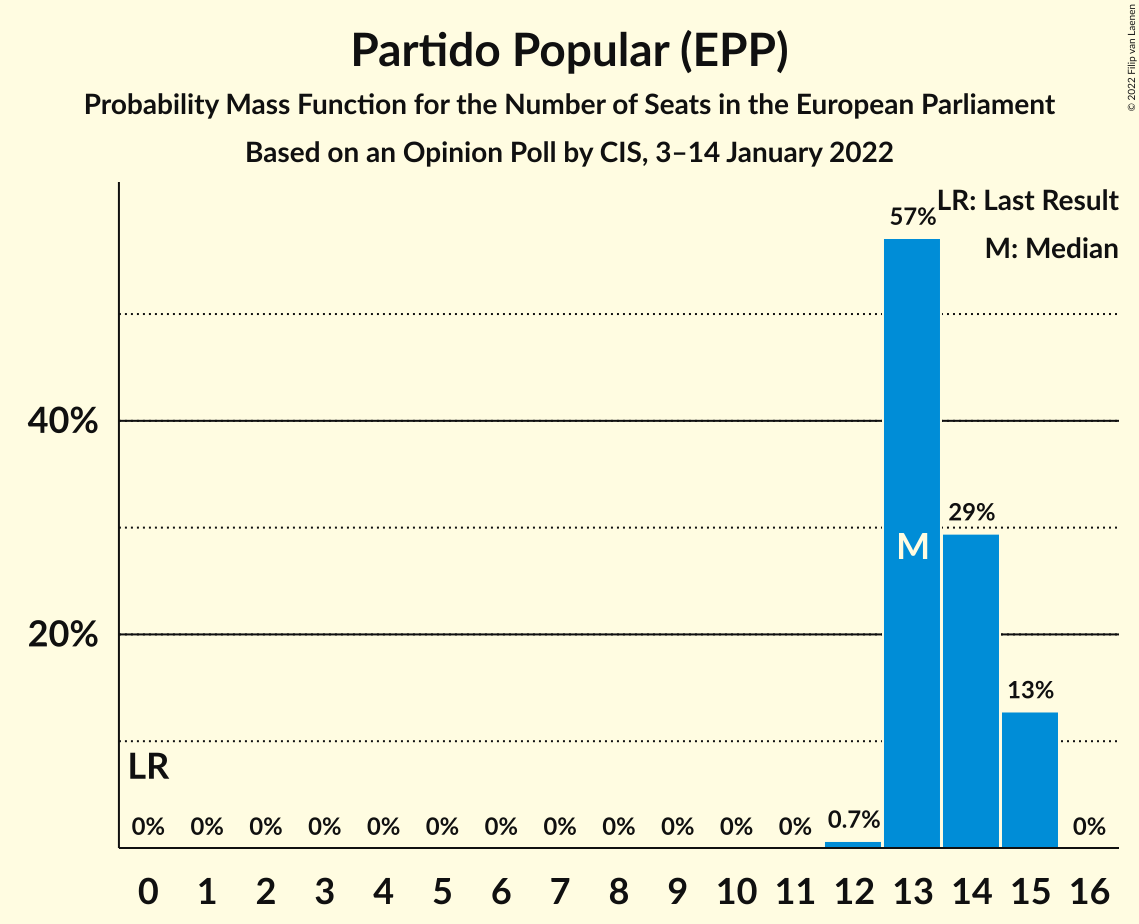 Partido Popular (EPP)
Probability Mass Function for the Number of Seats in the European Parliament
Based on an Opinion Poll by CIS, 3–14 January 2022
© 2022 Filip van Laenen
LR: Last Result
M: Median
57%
40%
29%
M
20%
13%
LR
0% 0% 0% 0% 0% 0% 0% 0% 0% 0% 0% 0% 0.7% 0%
0 1 2 3 4 5 6 7 8 9 10 11 12 13 14 15 16